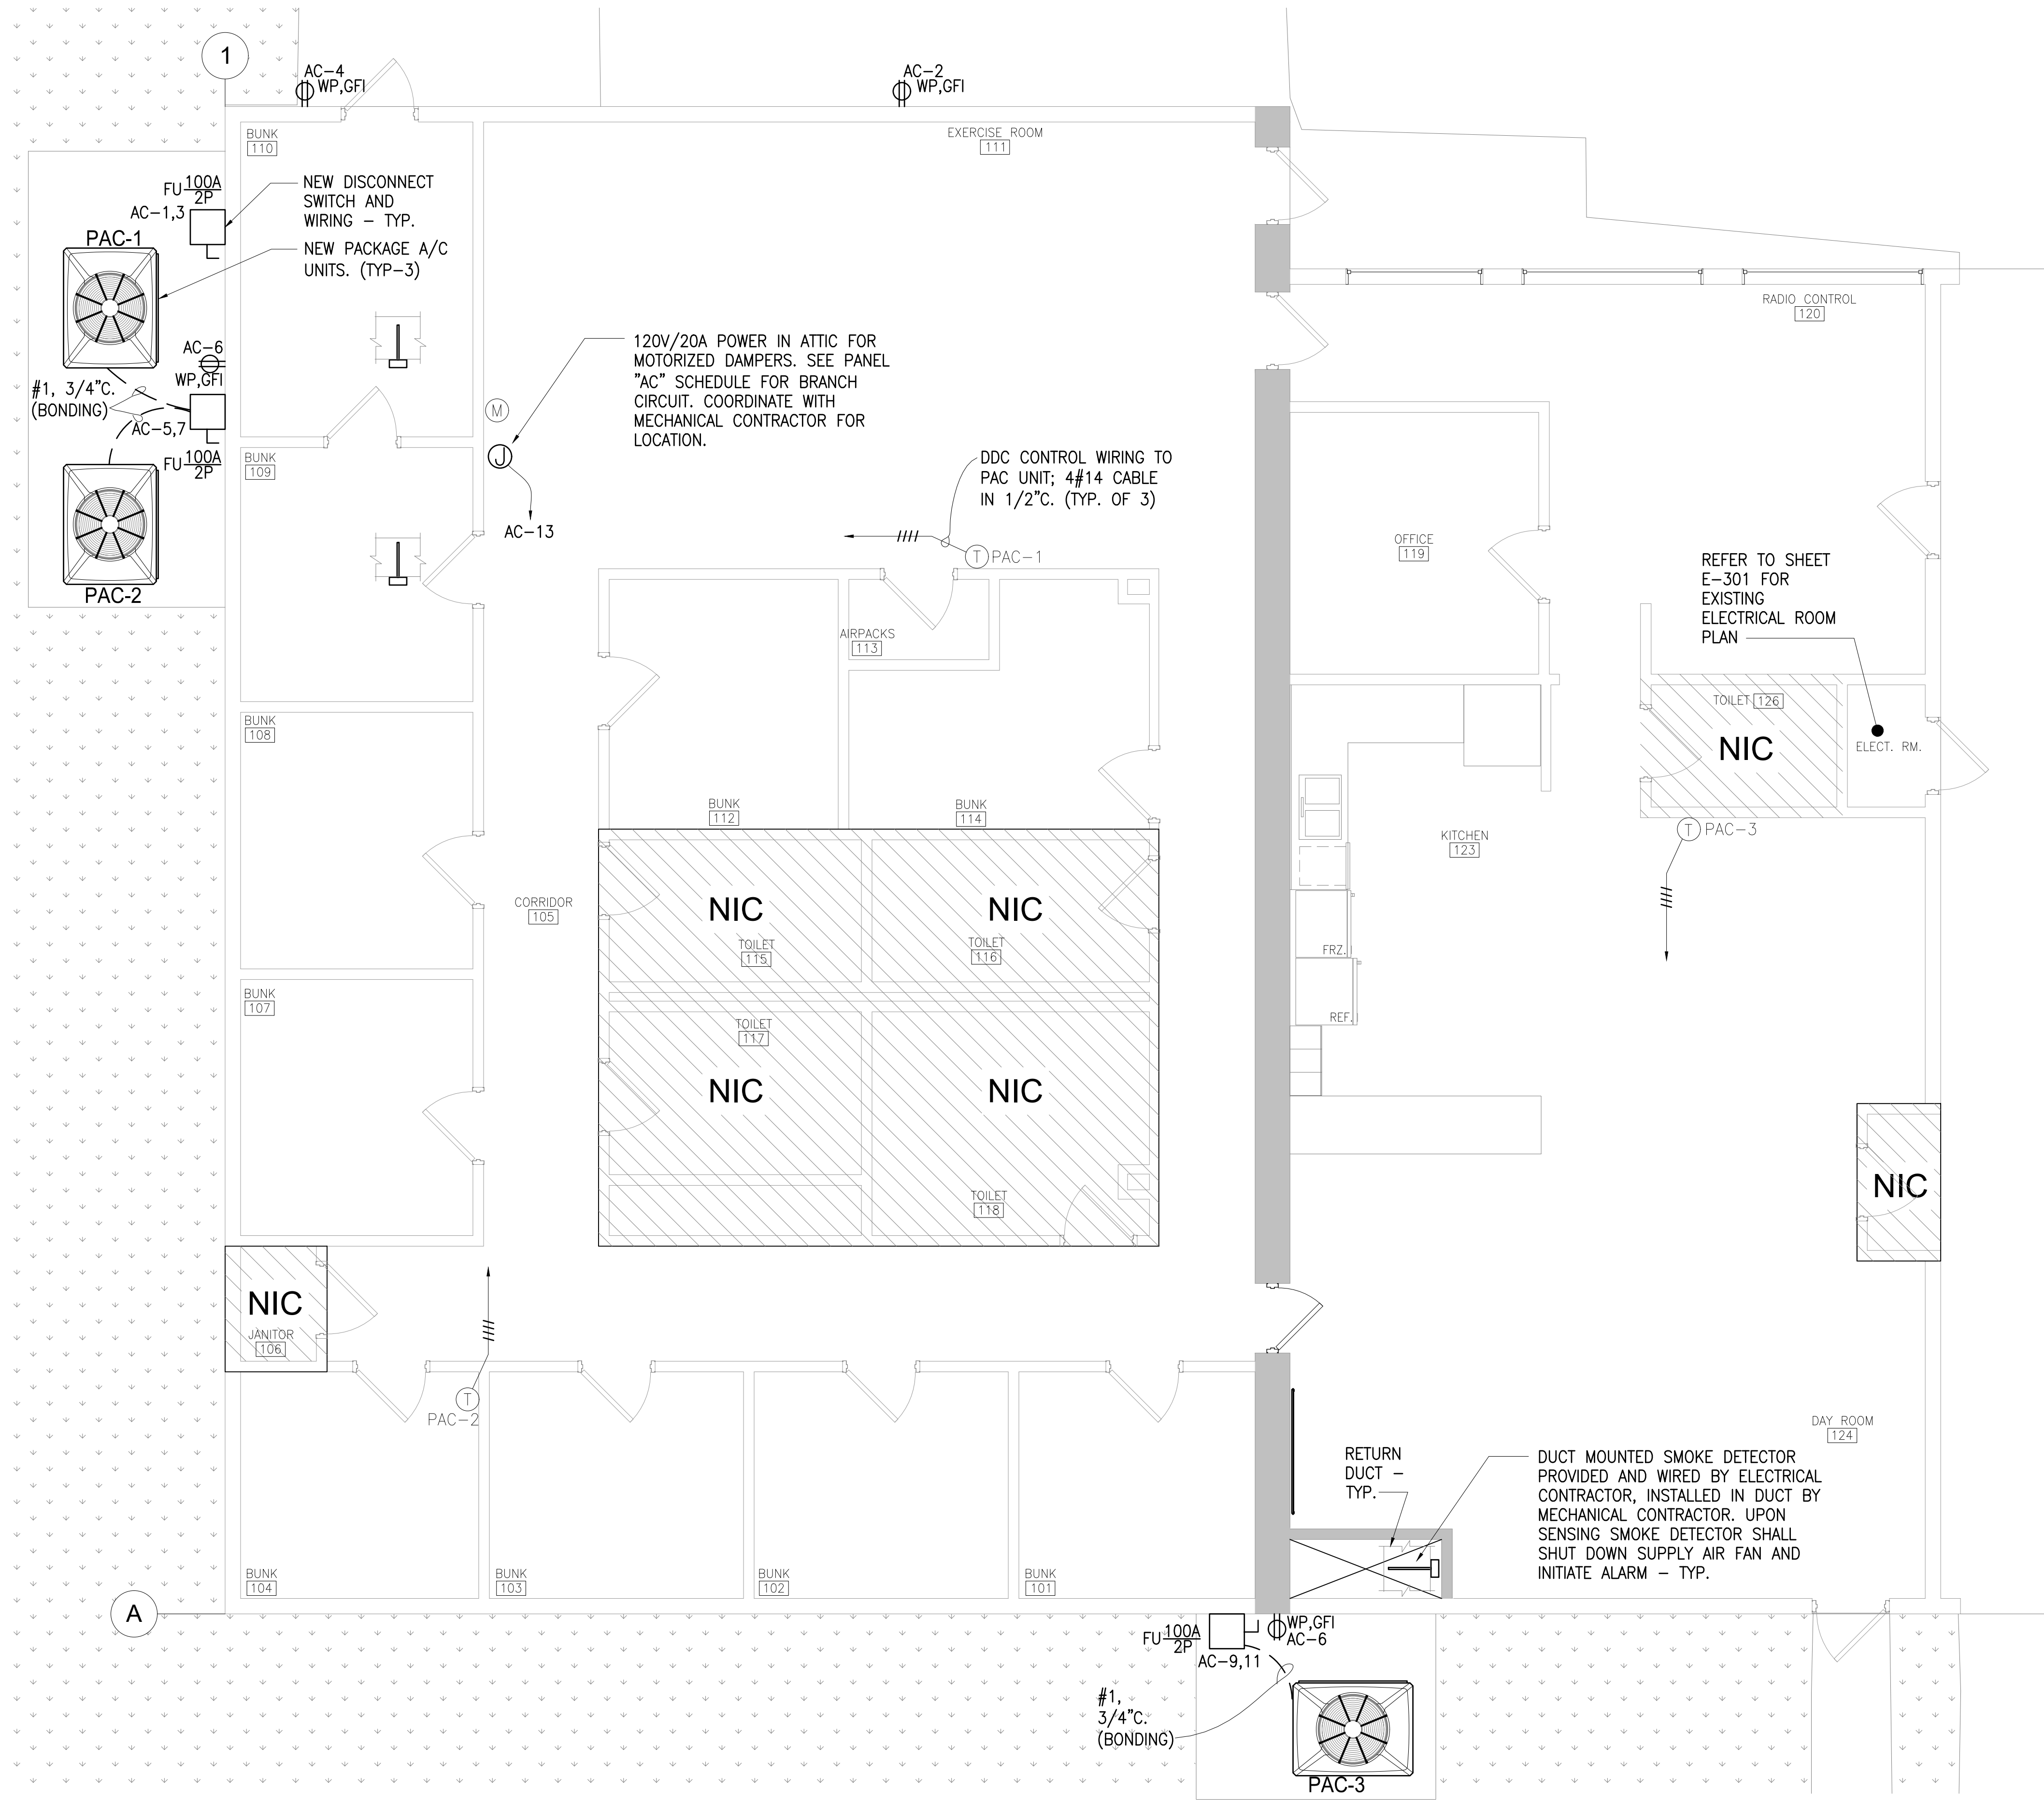 1
AC-4
WP,GFI
AC-2
WP,GFI
BUNK
110
EXERCISE ROOM
111
FU 100A
2P
AC-1,3
NEW DISCONNECT
SWITCH AND
WIRING - TYP.
PAC-1
NEW PACKAGE A/C
UNITS. (TYP-3)
RADIO CONTROL
120
120V/20A POWER IN ATTIC FOR
MOTORIZED DAMPERS. SEE PANEL
"AC" SCHEDULE FOR BRANCH
CIRCUIT. COORDINATE WITH
MECHANICAL CONTRACTOR FOR
LOCATION.
AC-6
WP,GFI
#1, 3/4"C.
(BONDING)
AC-5,7
FU 100A
2P
PAC-2
M
J
AC-13
BUNK
109
DDC CONTROL WIRING TO
PAC UNIT; 4#14 CABLE
IN 1/2"C. (TYP. OF 3)
T PAC-1
OFFICE
119
REFER TO SHEET
E-301 FOR
EXISTING
ELECTRICAL ROOM
PLAN
AIRPACKS
113
BUNK
108
TOILET 126
NIC
ELECT. RM.
BUNK
112
BUNK
114
T PAC-3
KITCHEN
123
NIC
NIC
CORRIDOR
105
TOILET
115
TOILET
116
FRZ.
REF.
BUNK
107
TOILET
117
NIC
NIC
TOILET
118
NIC
NIC
JANITOR
106
T
PAC-2
DAY ROOM
124
RETURN
DUCT -
TYP.
DUCT MOUNTED SMOKE DETECTOR
PROVIDED AND WIRED BY ELECTRICAL
CONTRACTOR, INSTALLED IN DUCT BY
MECHANICAL CONTRACTOR. UPON
SENSING SMOKE DETECTOR SHALL
SHUT DOWN SUPPLY AIR FAN AND
INITIATE ALARM - TYP.
BUNK
104
BUNK
103
BUNK
102
BUNK
101
A
FU 100A
2P
AC-9,11
WP,GFI
AC-6
#1,
3/4"C.
(BONDING)
PAC-3